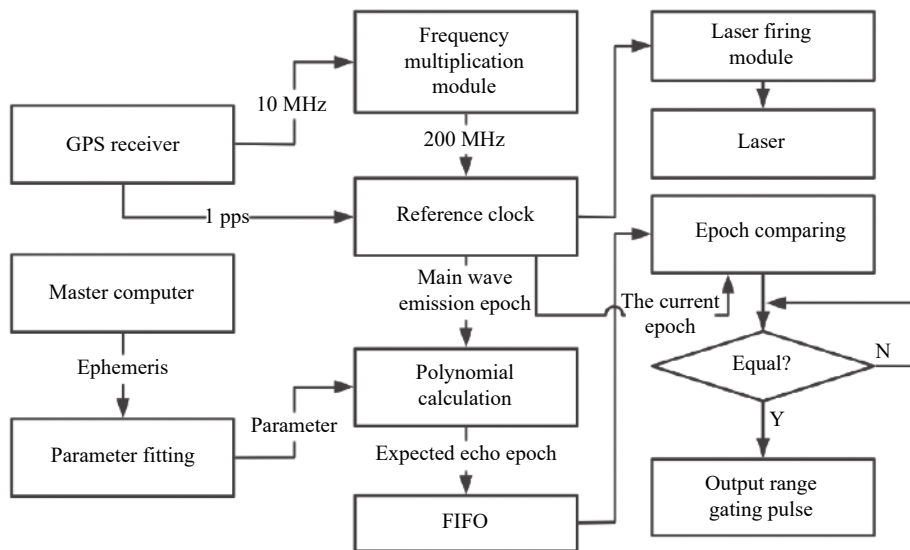 Frequency
multiplication
module
Laser firing
module
10 MHz
GPS receiver
200 MHz
Laser
1 pps
Reference clock
Epoch comparing
Master computer
Main wave
emission epoch
The current
epoch
Ephemeris
Polynomial
calculation
Equal?
N
Parameter
Y
Parameter fitting
Expected echo epoch
FIFO
Output range
gating pulse